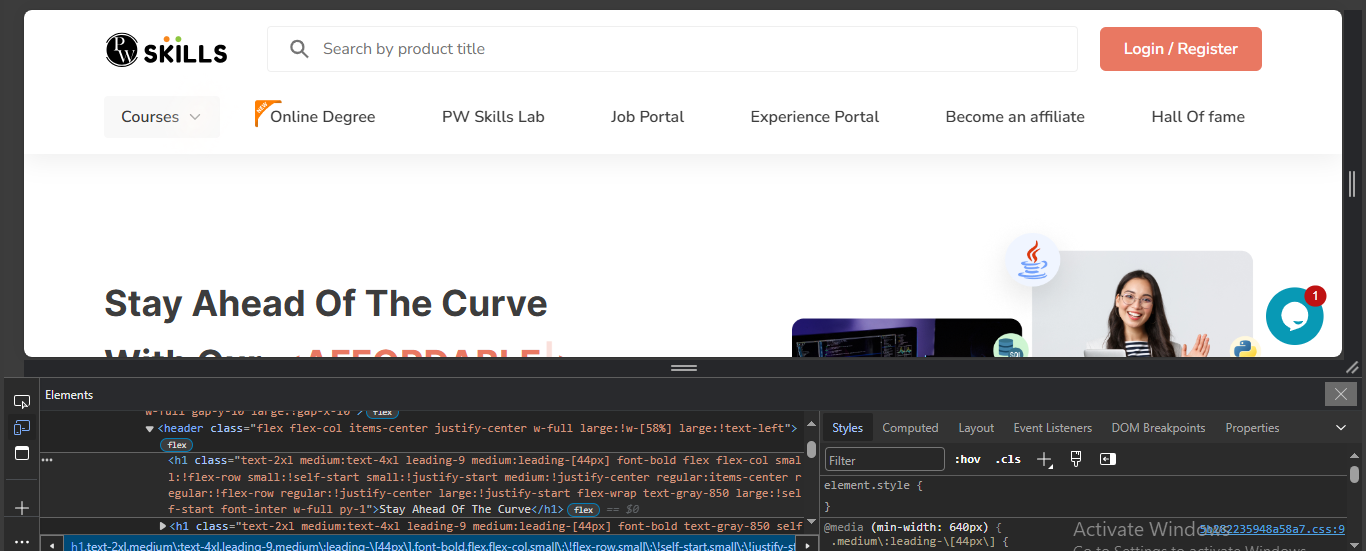 PW SKILLS
Search by product title
Login / Register
Courses
NEW
Online Degree
PW Skills Lab
Job Portal
Experience Portal
Become an affiliate
Hall Of fame
Stay Ahead Of The Curve
With Our <AFFORDABLE >
SQL
1
Elements
w-full gap-y-10 large:!gap-x-10"> flex
<header class="flex flex-col items-center justify-center w-full large:!w-[58%] large:!text-left">
flex
<h1 class="text-2xl medium:text-4xl leading-9 medium:leading-[44px] font-bold flex flex-col smal
l:!flex-row small:!self-start small:!justify-start medium:!justify-center regular:items-center r
egular:!flex-row regular:!justify-center large:!justify-start flex-wrap text-gray-850 large:!sel
f-start font-inter w-full py-1">Stay Ahead Of The Curve</h1> flex == $0
<h1 class="text-2xl medium:text-4xl leading-9 medium:leading-[44px] font-bold text-gray-850 self
h1.text-2xl.medium\:text-4xl.leading-9.medium\:leading-\[44px\].font-bold.flex.flex-col.small\:\!flex-row.small\:\!self-start.small\:\!justify-st
Styles
Computed
Layout
Event Listeners
DOM Breakpoints
Properties
Filter
:hov
.cls
element.style {
}
@media (min-width: 640px) {
5b282235948a58a7.css:9
.medium\:leading-\[44px\] {
Activate Windows
Go to Settings to activate Windows.